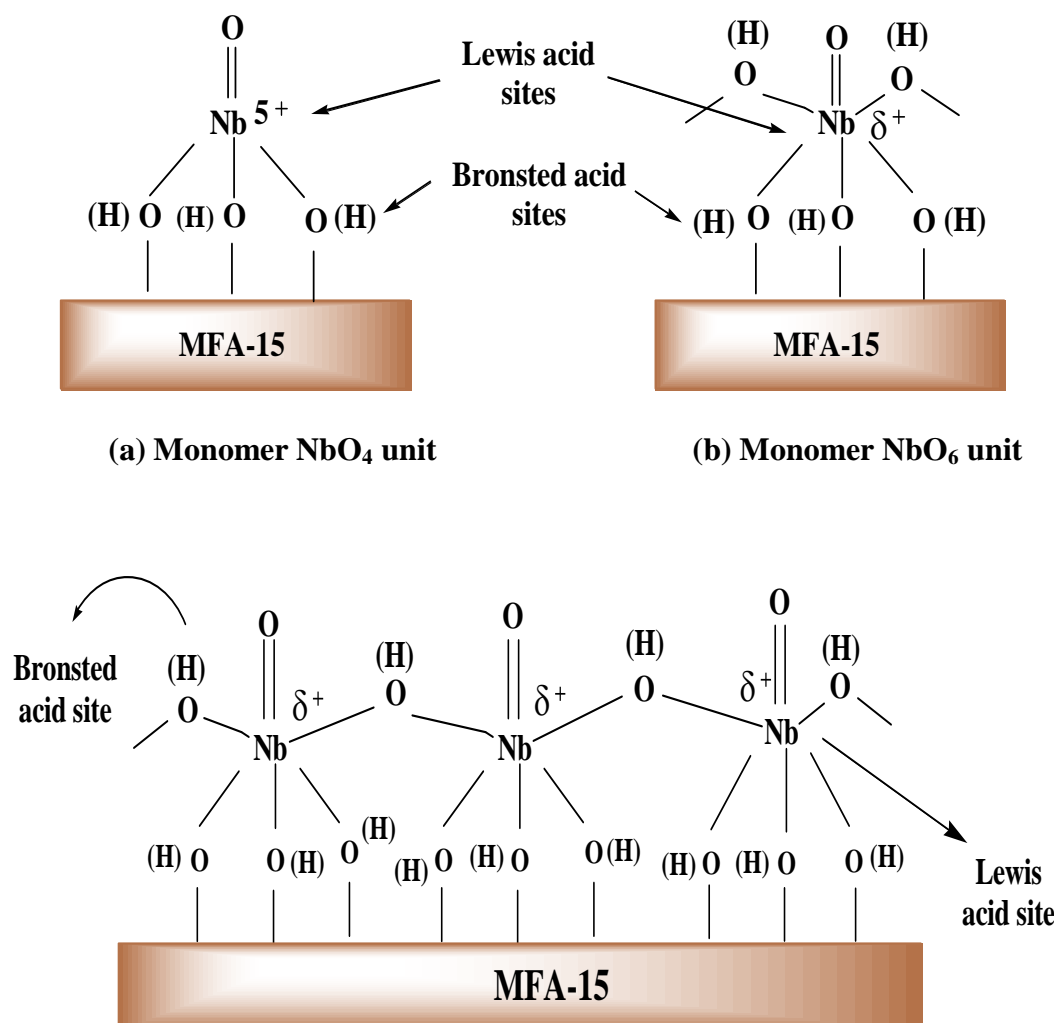 O
Nb 5+
(H) O (H) O O (H)
MFA-15
(a) Monomer NbO4 unit
Lewis acid
sites
Bronsted acid
sites
(H) O (H)
O O
Nb δ+
(H) O (H) O O (H)
MFA-15
(b) Monomer NbO6 unit
Bronsted
acid site
O O O
(H) (H) (H) (H)
O O O O
δ+ δ+ δ+
Nb Nb Nb
(H) O O (H) O (H) (H) O (H) O O (H) (H) O (H) O O (H)
Lewis
acid site
MFA-15